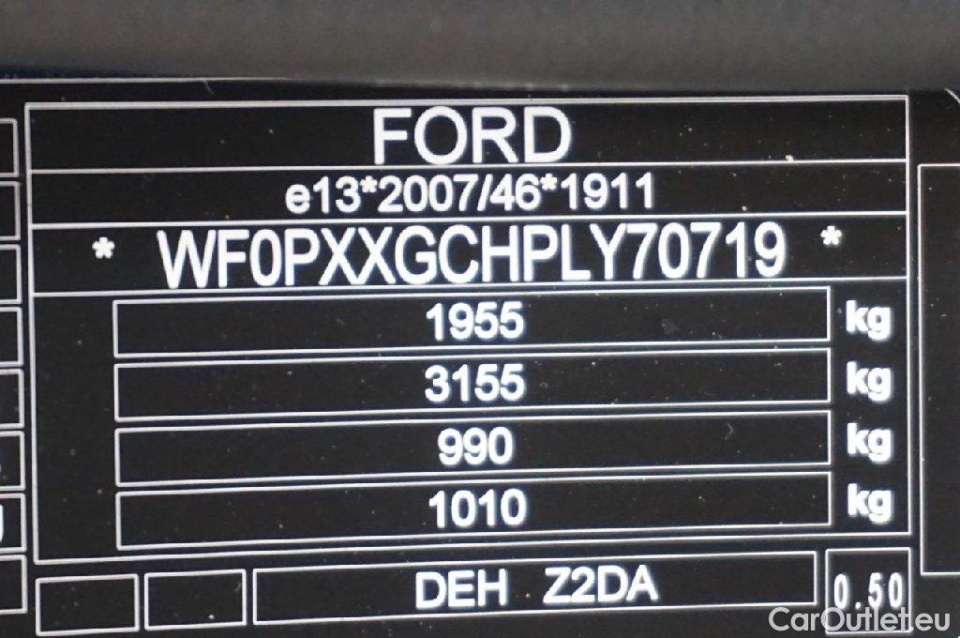 FORD
e13*2007/46*1911
* WF0PXXGCHPLY70719 *
1955 kg
3155 kg
990 kg
1010 kg
DEH Z2DA 0.50
CarOutlet.eu